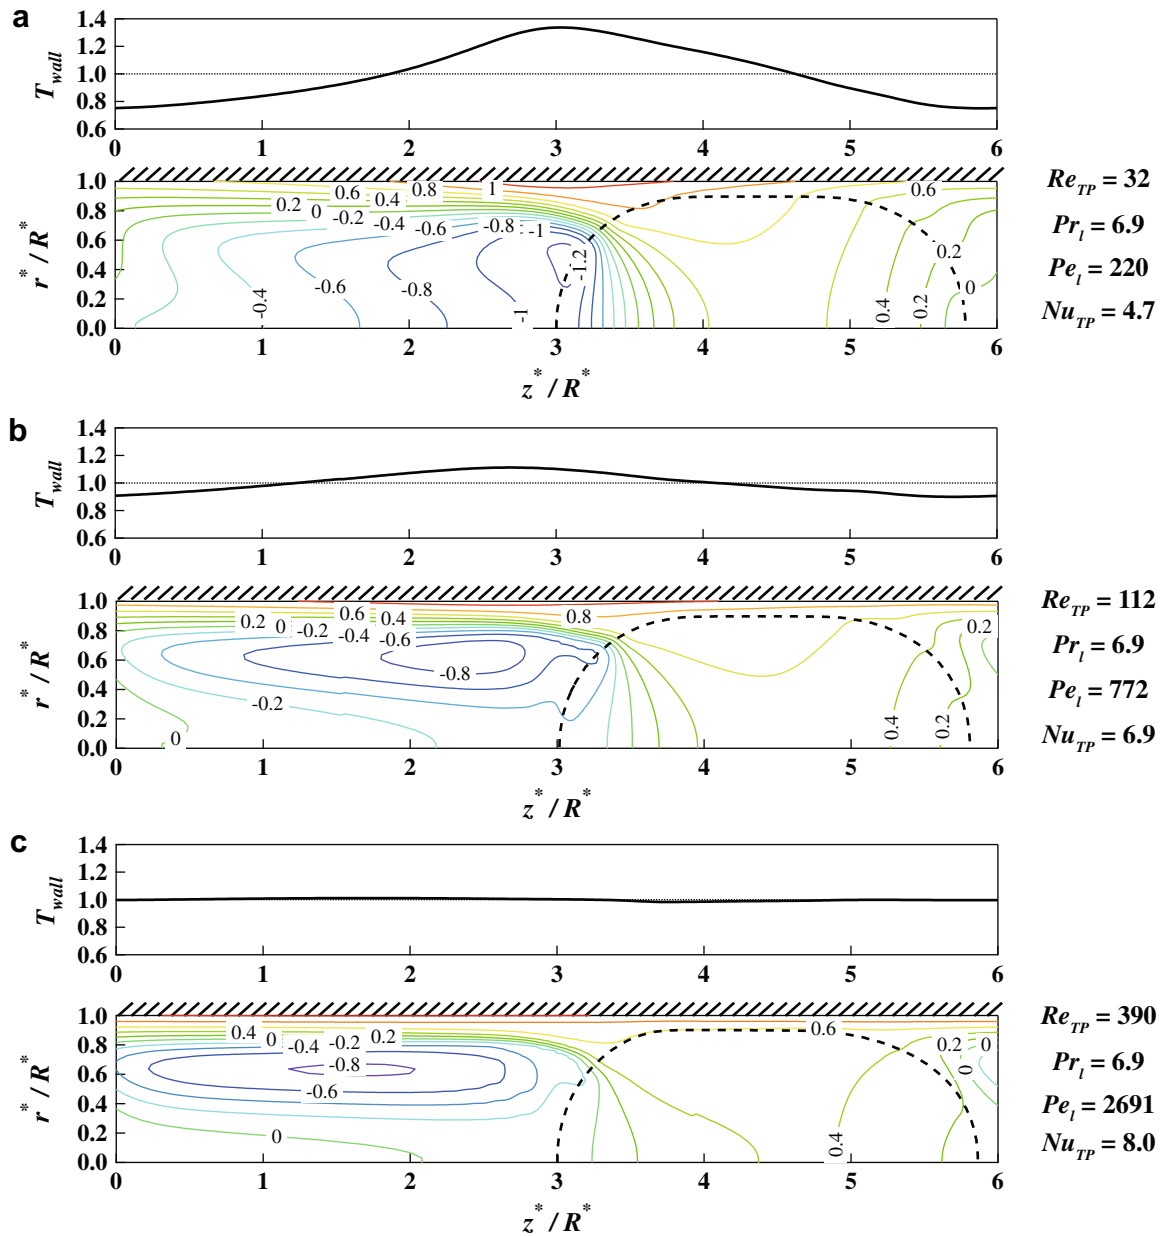 a
T_wall
1.4
1.2
1.0
0.8
0.6
0 1 2 3 4 5 6
r* / R*
1.0
0.8
0.6
0.4
0.2
0.0
0.6 0.8 1 0.6
0.2 0 -0.2 0.4 -0.8
-0.4 -0.6 -1
-1.2 0.2
-0.4 -0.6 -0.8 -1 0.4 0.2 0
0 1 2 3 4 5 6
z* / R*
Re_TP = 32
Pr_l = 6.9
Pe_l = 220
Nu_TP = 4.7
b
T_wall
1.4
1.2
1.0
0.8
0.6
0 1 2 3 4 5 6
r* / R*
1.0
0.8
0.6
0.4
0.2
0.0
0.6 0.4 0.8
0.2 0 -0.2 -0.4 -0.6 0.2
-0.8
-0.2
0 0.4 0.2
0 1 2 3 4 5 6
z* / R*
Re_TP = 112
Pr_l = 6.9
Pe_l = 772
Nu_TP = 6.9
c
T_wall
1.4
1.2
1.0
0.8
0.6
0 1 2 3 4 5 6
r* / R*
1.0
0.8
0.6
0.4
0.2
0.0
0.4 0 -0.4 -0.2 0.2 0.6
-0.8 0.2 0
-0.6 0
0 0.4
0 1 2 3 4 5 6
z* / R*
Re_TP = 390
Pr_l = 6.9
Pe_l = 2691
Nu_TP = 8.0